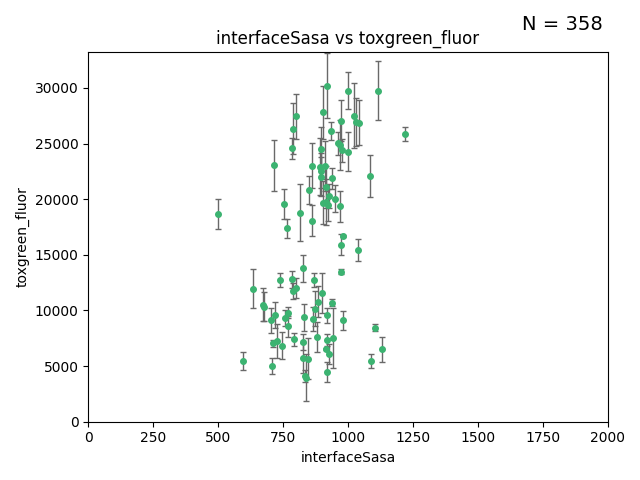 N = 358
interfaceSasa vs toxgreen_fluor
30000
25000
20000
15000
10000
5000
0
toxgreen_fluor
0 250 500 750 1000 1250 1500 1750 2000
interfaceSasa